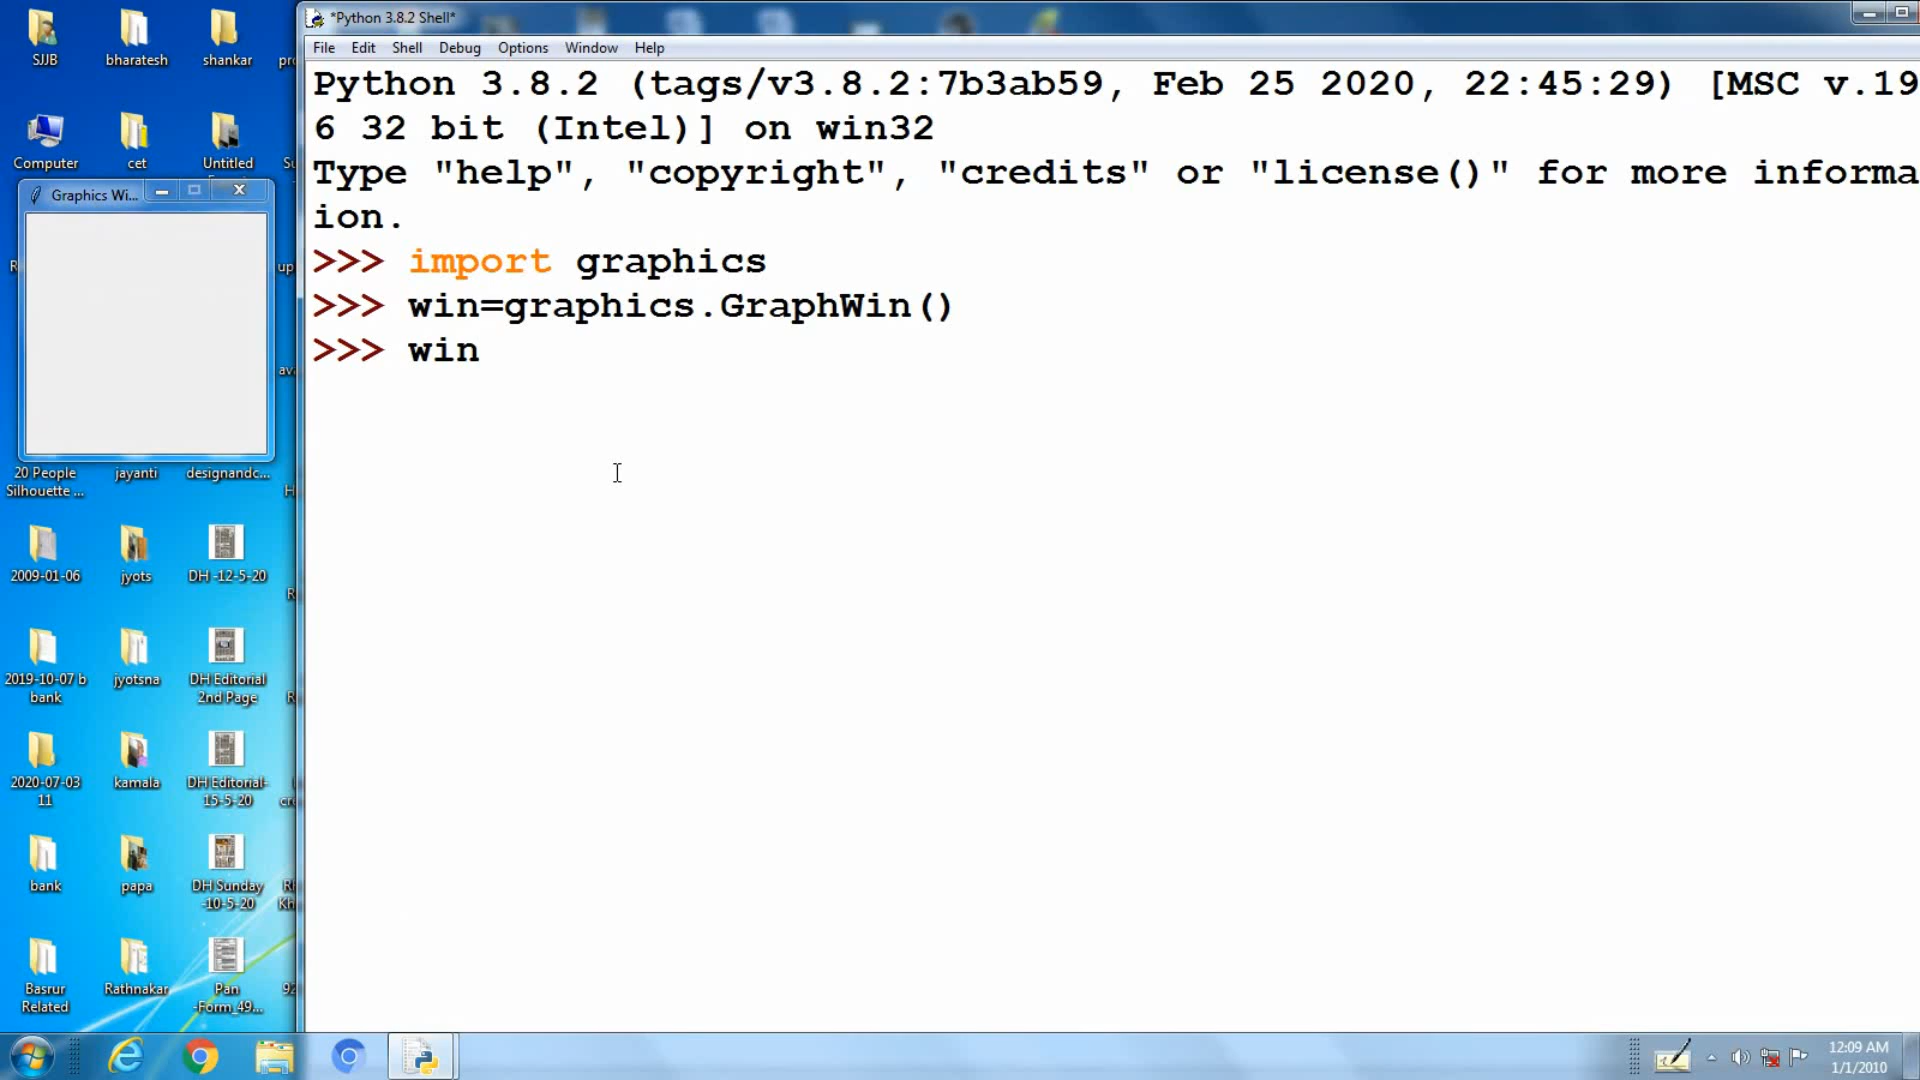 *Python 3.8.2 Shell*
File Edit Shell Debug Options Window Help
Python 3.8.2 (tags/v3.8.2:7b3ab59, Feb 25 2020, 22:45:29) [MSC v.19
6 32 bit (Intel)] on win32
Type "help", "copyright", "credits" or "license()" for more informa
ion.
>>> import graphics
>>> win=graphics.GraphWin()
>>> win
SJJB bharatesh shankar
Computer cet Untitled
Graphics Wi...
20 People
Silhouette ...
jayanti
designandc...
2009-01-06 jyots DH -12-5-20
2019-10-07 b
bank
jyotsna
DH Editorial
2nd Page
2020-07-03
11
kamala
DH Editorial-
15-5-20
bank papa
DH Sunday
-10-5-20
Basrur
Related
Rathnakar
Pan
-Form_49...
12:09 AM
1/1/2010